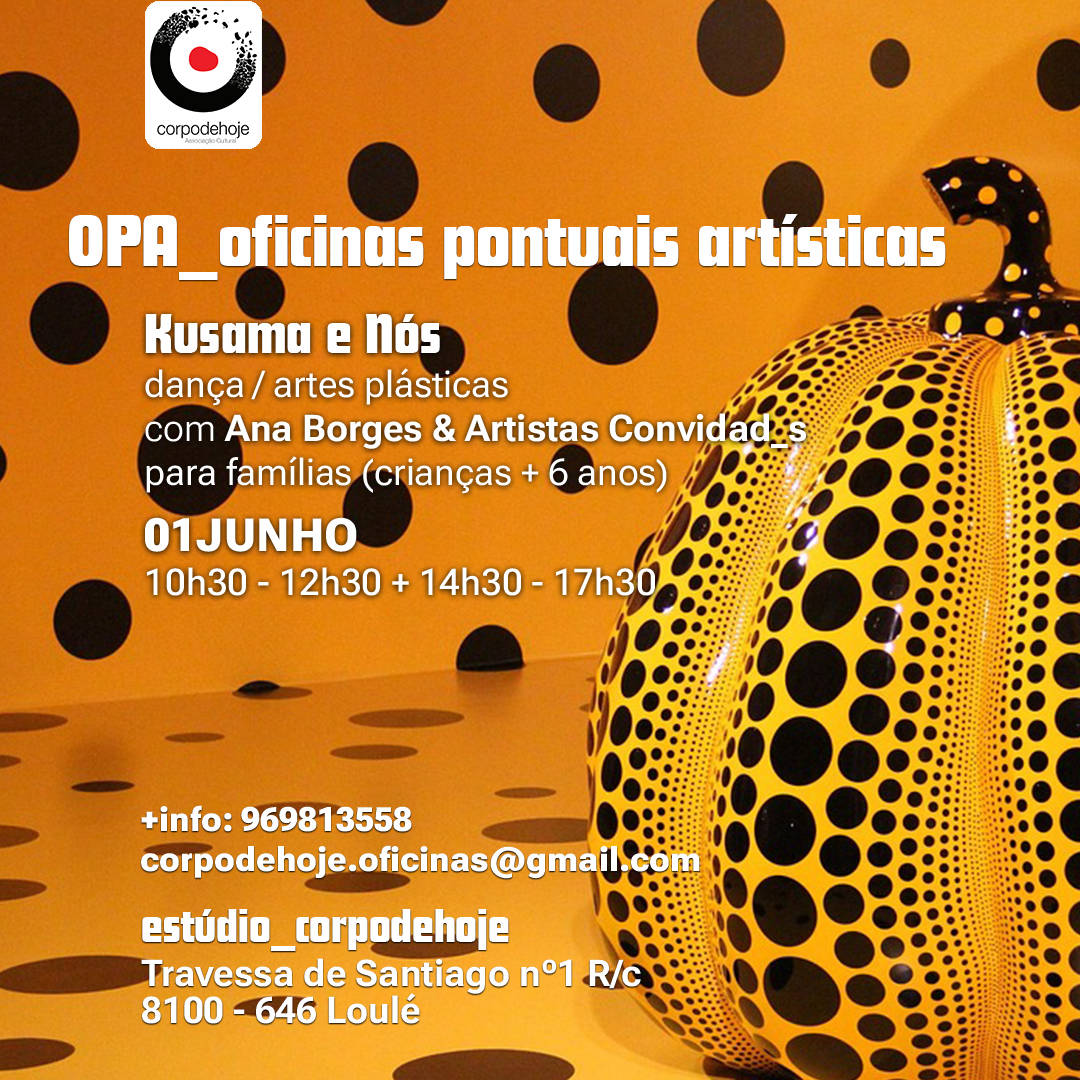 corpodehoje
Associação Cultural
OPA_oficinas pontuais artísticas
Kusama e Nós
dança / artes plásticas
com Ana Borges & Artistas Convidad_s
para famílias (crianças + 6 anos)
01JUNHO
10h30 - 12h30 + 14h30 - 17h30
+info: 969813558
corpodehoje.oficinas@gmail.com
estúdio_corpodehoje
Travessa de Santiago nº1 R/c
8100 - 646 Loulé